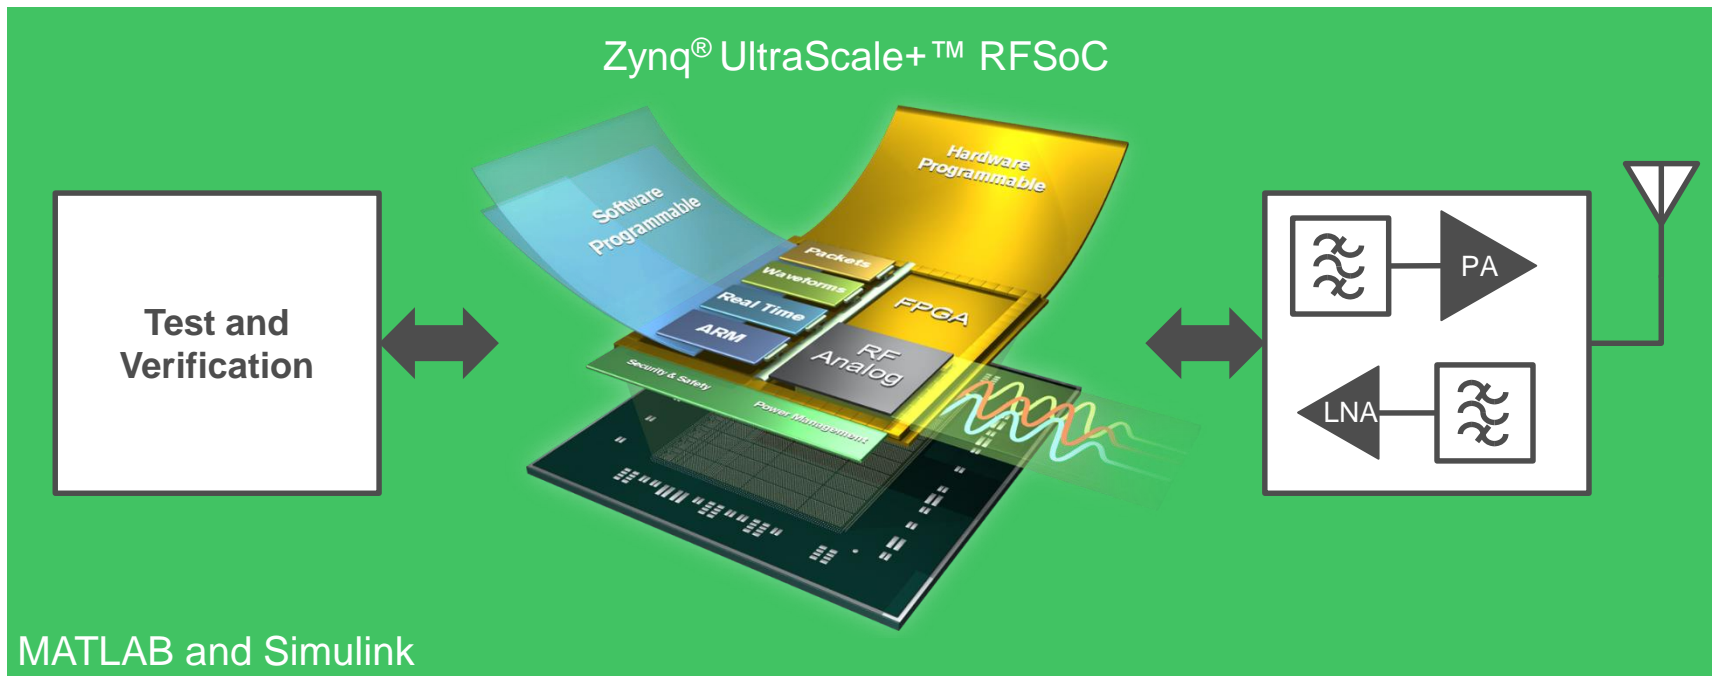 Zynq® UltraScale+™ RFSoC
Hardware
Programmable
Software
Programmable
Packets
Waveforms
Real Time
ARM
FPGA
RF
Analog
Security & Safety
Power Management
Test and
Verification
PA
LNA
MATLAB and Simulink